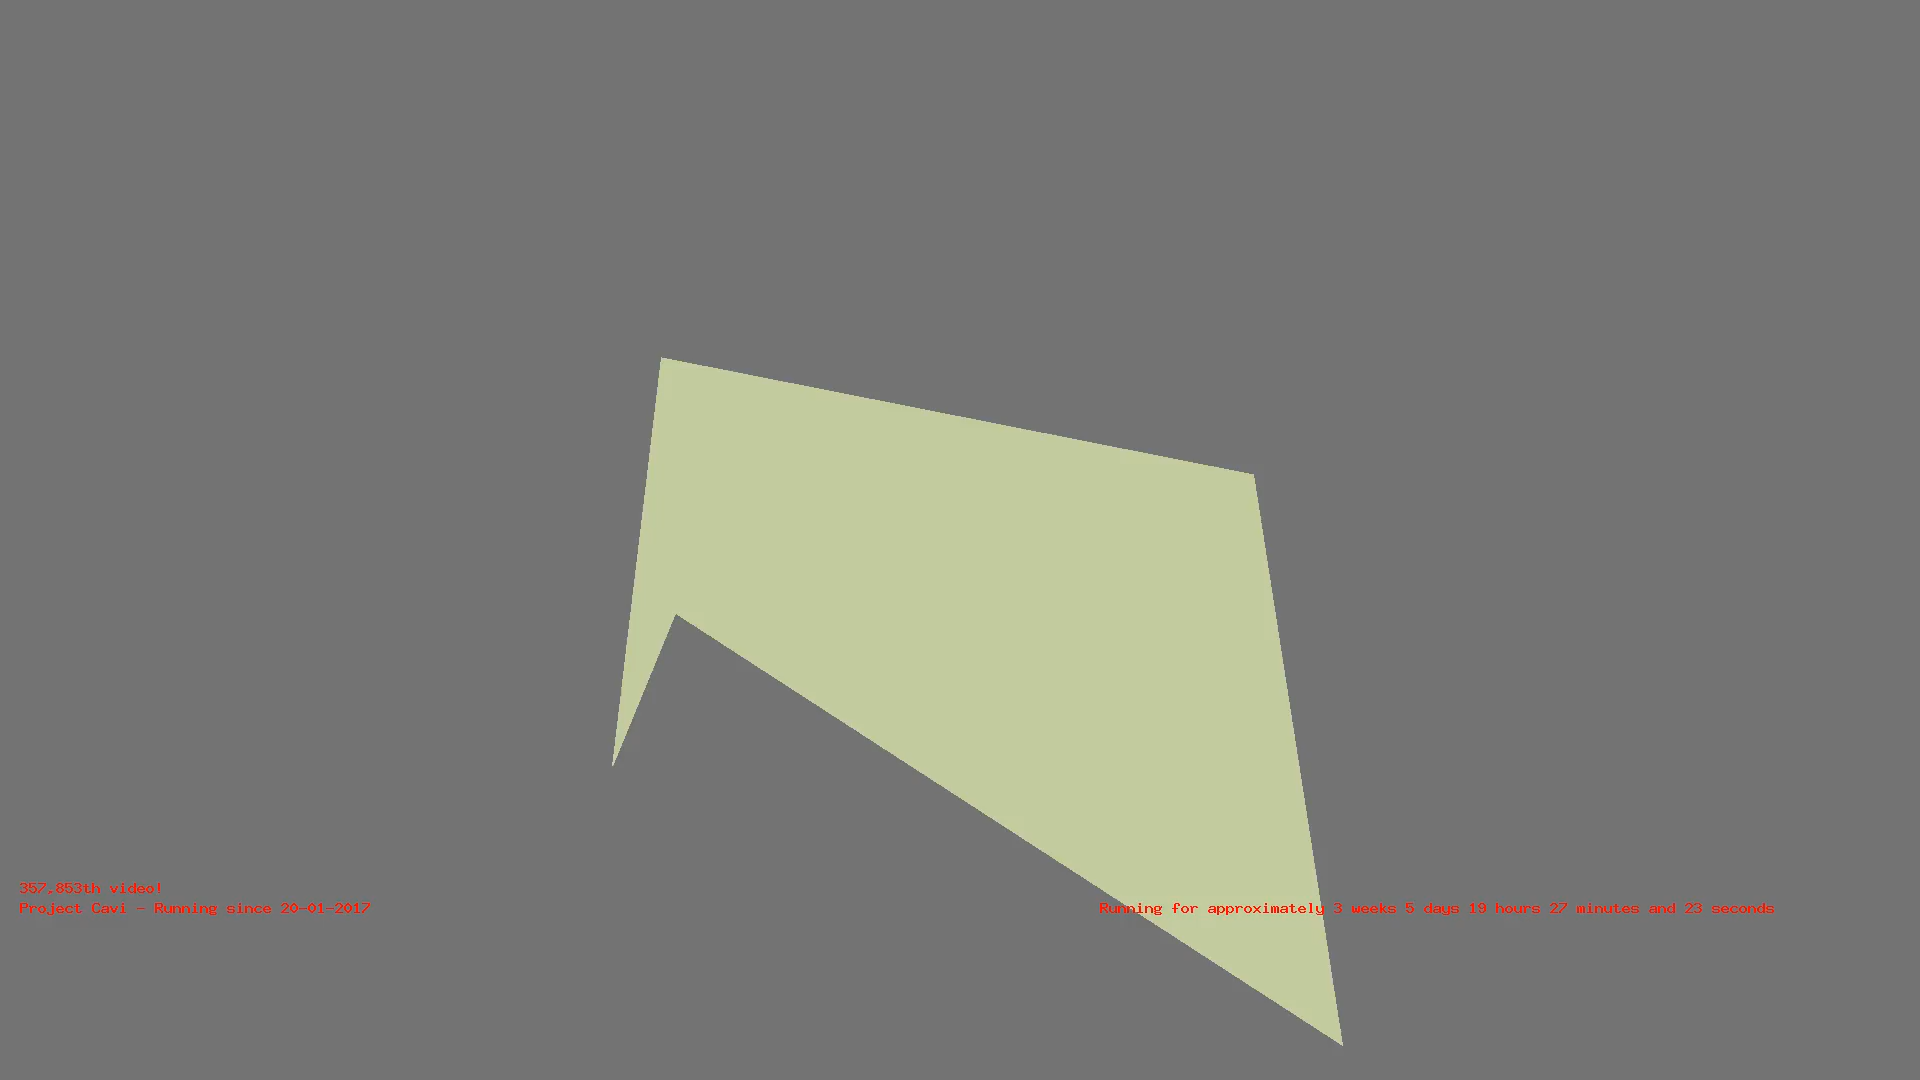 357,853th video!
Project Cavi - Running since 20-01-2017
Running for approximately 3 weeks 5 days 19 hours 27 minutes and 23 seconds